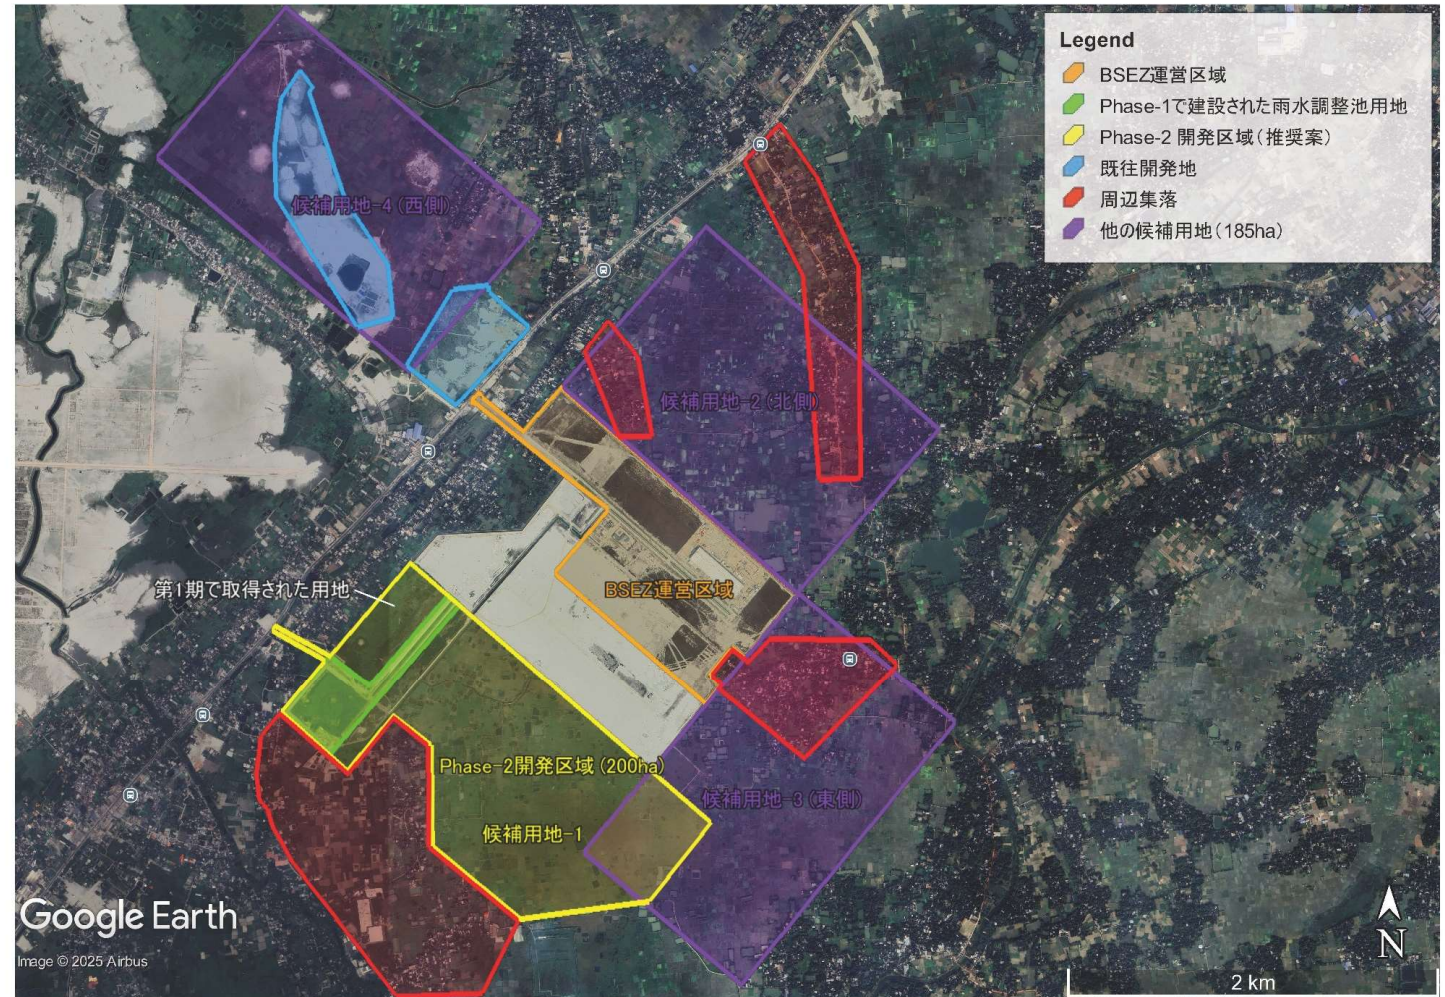 Legend
BSEZ運営区域
Phase-1で建設された雨水調整池用地
Phase-2 開発区域(推奨案)
既往開発地
周辺集落
他の候補用地(185ha)
候補用地-4 (西側)
候補用地-2 (北側)
第1期で取得された用地
BSEZ運営区域
Phase-2開発区域 (200ha)
候補用地-3 (東側)
候補用地-1
Google Earth
Image © 2025 Airbus
N
2 km